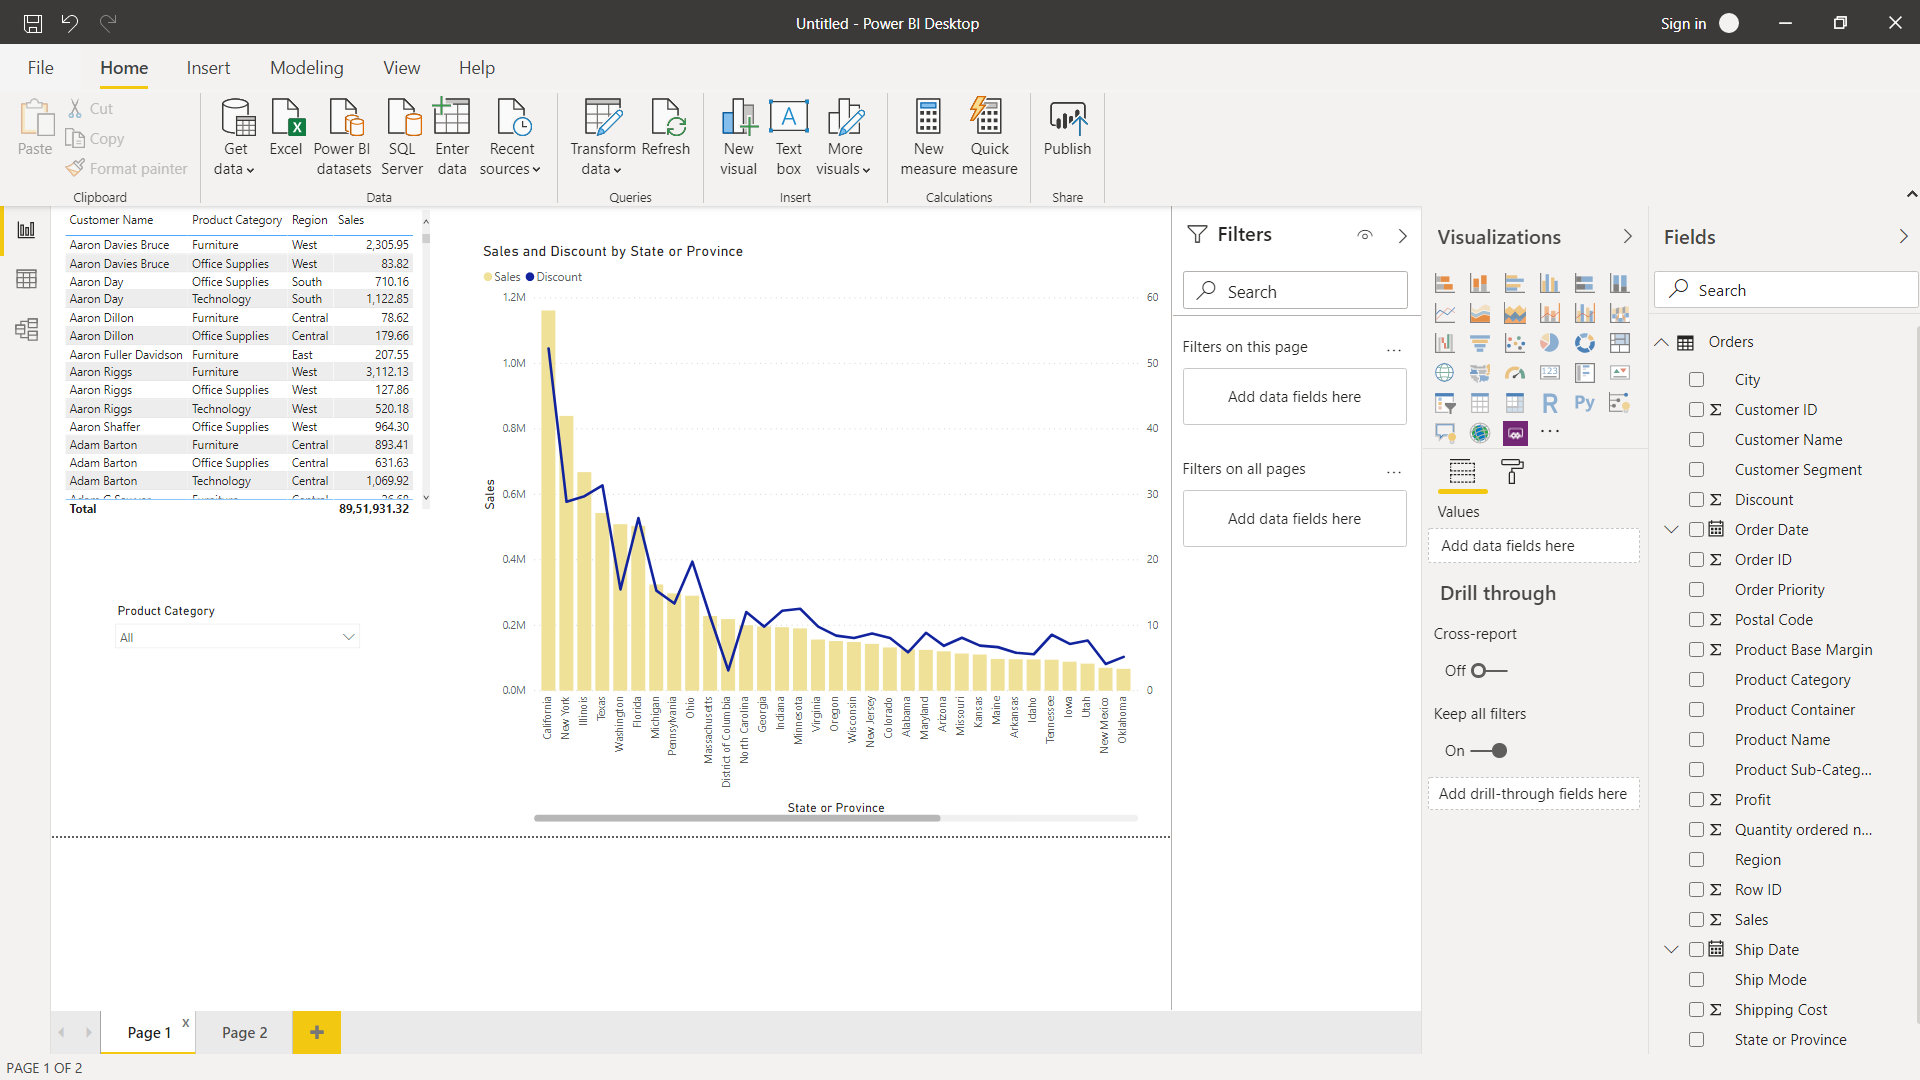 Untitled - Power BI Desktop
Sign in
File Home Insert Modeling View Help
Paste
Cut
Copy
Format painter
Clipboard
Get data
Excel
Power BI datasets
SQL Server
Enter data
Recent sources
Data
Transform data
Refresh
Queries
New visual
Text box
More visuals
Insert
New measure
Quick measure
Calculations
Publish
Share
Customer Name Product Category Region Sales
Aaron Davies Bruce Furniture West 2,305.95
Aaron Davies Bruce Office Supplies West 83.82
Aaron Day Office Supplies South 710.16
Aaron Day Technology South 1,122.85
Aaron Dillon Furniture Central 78.62
Aaron Dillon Office Supplies Central 179.66
Aaron Fuller Davidson Furniture East 207.55
Aaron Riggs Furniture West 3,112.13
Aaron Riggs Office Supplies West 127.86
Aaron Riggs Technology West 520.18
Aaron Shaffer Office Supplies West 964.30
Adam Barton Furniture Central 893.41
Adam Barton Office Supplies Central 631.63
Adam Barton Technology Central 1,069.92
Total 89,51,931.32
Product Category
All
Sales and Discount by State or Province
Sales Discount
1.2M
1.0M
0.8M
0.6M
0.4M
0.2M
0.0M
Sales
60
50
40
30
20
10
0
California
New York
Illinois
Texas
Washington
Florida
Michigan
Pennsylvania
Ohio
Massachusetts
District of Columbia
North Carolina
Georgia
Indiana
Minnesota
Virginia
Oregon
Wisconsin
New Jersey
Colorado
Alabama
Maryland
Arizona
Missouri
Kansas
Maine
Arkansas
Idaho
Tennessee
Iowa
Utah
New Mexico
Oklahoma
State or Province
Filters
Search
Filters on this page ...
Add data fields here
Filters on all pages ...
Add data fields here
Visualizations
123
R
Py
...
Values
Add data fields here
Drill through
Cross-report
Off
Keep all filters
On
Add drill-through fields here
Fields
Search
Orders
City
Σ Customer ID
Customer Name
Customer Segment
Σ Discount
Order Date
Σ Order ID
Order Priority
Σ Postal Code
Σ Product Base Margin
Product Category
Product Container
Product Name
Product Sub-Categ...
Σ Profit
Σ Quantity ordered n...
Region
Σ Row ID
Σ Sales
Ship Date
Ship Mode
Σ Shipping Cost
State or Province
Page 1 x
Page 2
+
PAGE 1 OF 2